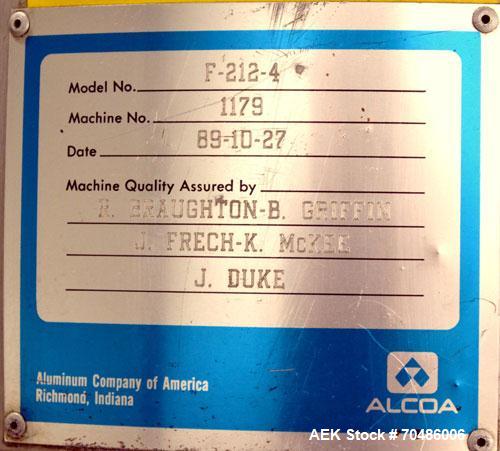 Model No. F-212-4
Machine No. 1179
Date 89-10-27
Machine Quality Assured by
R. BRAUGHTON-B. GRIFFIN
J. FRECH-K. McKEE
J. DUKE
Aluminum Company of America
Richmond, Indiana
ALCOA
AEK Stock # 70486006